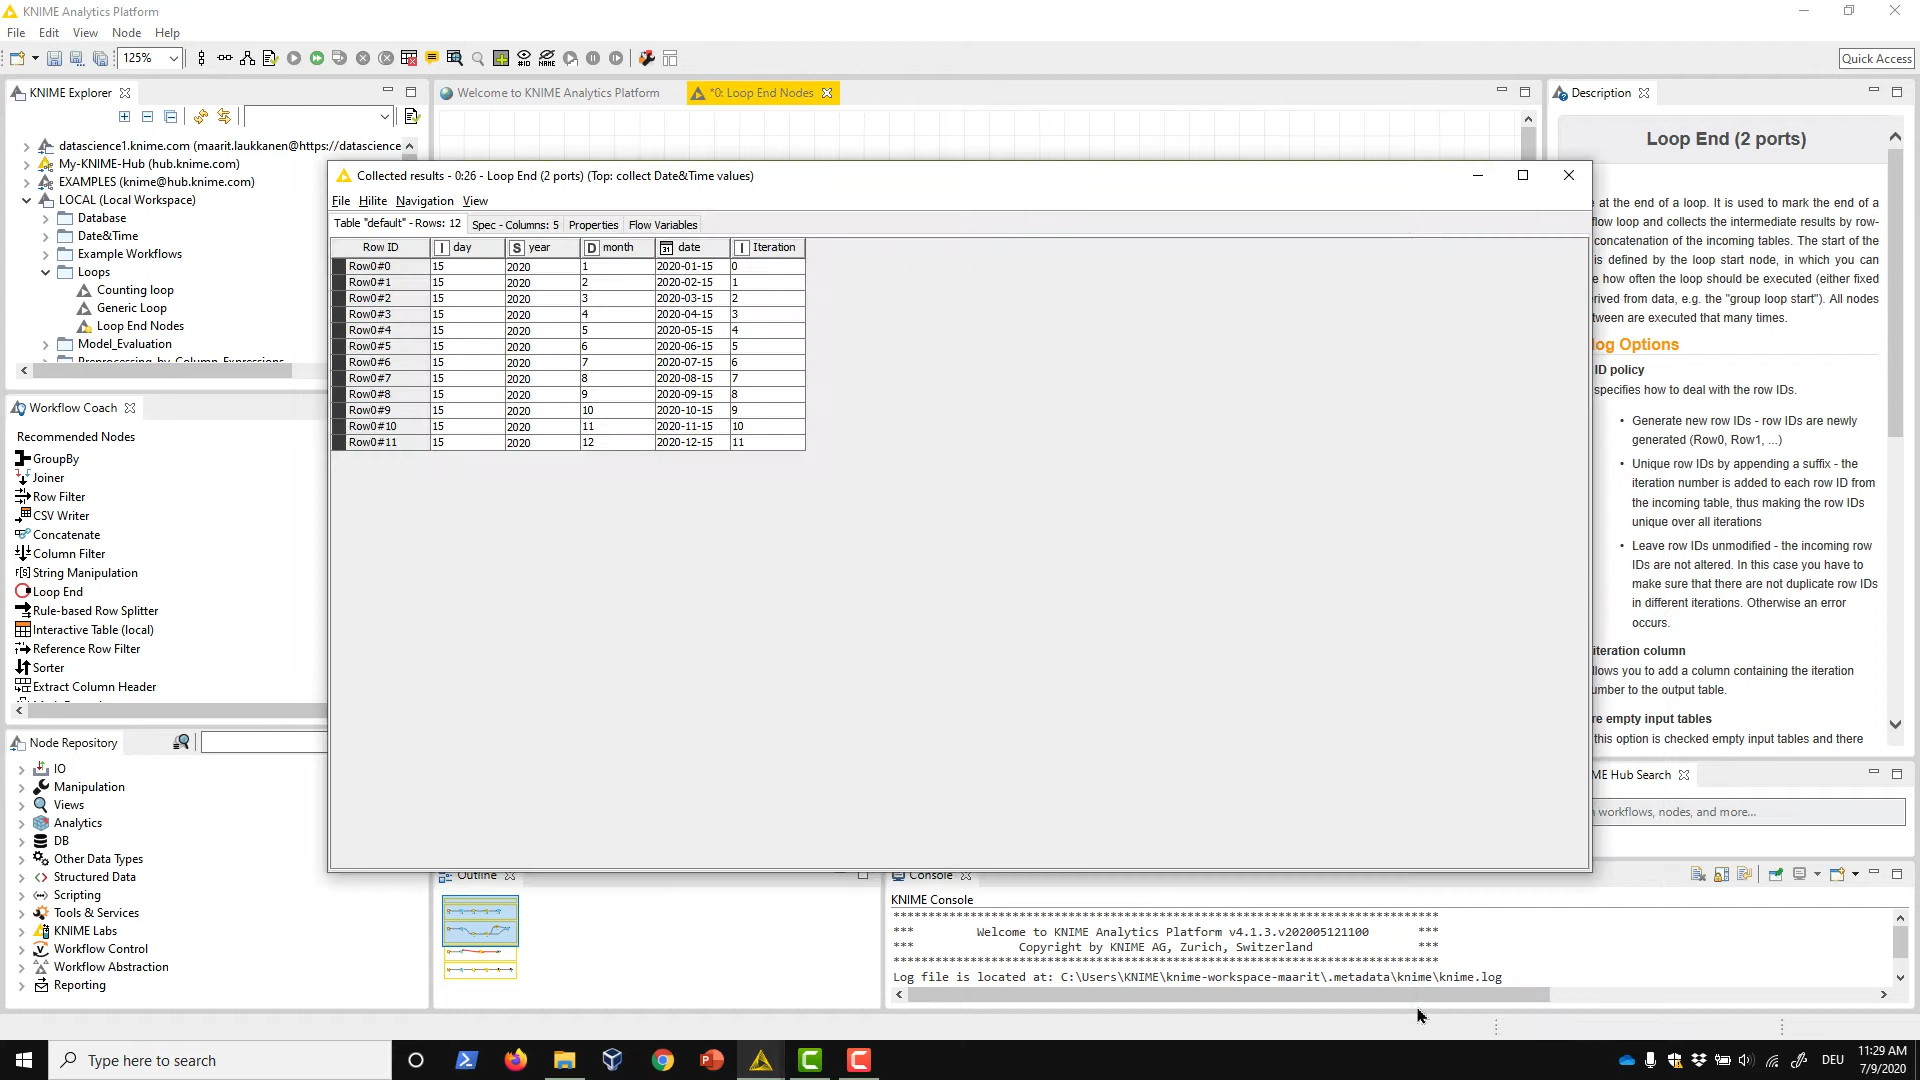 KNIME Analytics Platform
File Edit View Node Help
125%
Quick Access
KNIME Explorer
datascience1.knime.com (maarit.laukkanen@https://datascience
My-KNIME-Hub (hub.knime.com)
EXAMPLES (knime@hub.knime.com)
LOCAL (Local Workspace)
Database
Date&Time
Example Workflows
Loops
Counting loop
Generic Loop
Loop End Nodes
Model_Evaluation
Preprocessing_by_Column_Expressions
Workflow Coach
Recommended Nodes
GroupBy
Joiner
Row Filter
CSV Writer
Concatenate
Column Filter
String Manipulation
Loop End
Rule-based Row Splitter
Interactive Table (local)
Reference Row Filter
Sorter
Extract Column Header
Node Repository
IO
Manipulation
Views
Analytics
DB
Other Data Types
Structured Data
Scripting
Tools & Services
KNIME Labs
Workflow Control
Workflow Abstraction
Reporting
Welcome to KNIME Analytics Platform
*0: Loop End Nodes
Collected results - 0:26 - Loop End (2 ports) (Top: collect Date&Time values)
File Hilite Navigation View
Table "default" - Rows: 12 Spec - Columns: 5 Properties Flow Variables
Row ID I day S year D month 31 date I Iteration
Row0#0 15 2020 1 2020-01-15 0
Row0#1 15 2020 2 2020-02-15 1
Row0#2 15 2020 3 2020-03-15 2
Row0#3 15 2020 4 2020-04-15 3
Row0#4 15 2020 5 2020-05-15 4
Row0#5 15 2020 6 2020-06-15 5
Row0#6 15 2020 7 2020-07-15 6
Row0#7 15 2020 8 2020-08-15 7
Row0#8 15 2020 9 2020-09-15 8
Row0#9 15 2020 10 2020-10-15 9
Row0#10 15 2020 11 2020-11-15 10
Row0#11 15 2020 12 2020-12-15 11
Description
Loop End (2 ports)
at the end of a loop. It is used to mark the end of a
flow loop and collects the intermediate results by row-
concatenation of the incoming tables. The start of the
is defined by the loop start node, in which you can
how often the loop should be executed (either fixed
rived from data, e.g. the "group loop start"). All nodes
tween are executed that many times.
log Options
ID policy
specifies how to deal with the row IDs.
• Generate new row IDs - row IDs are newly
generated (Row0, Row1, ...)
• Unique row IDs by appending a suffix - the
iteration number is added to each row ID from
the incoming table, thus making the row IDs
unique over all iterations
• Leave row IDs unmodified - the incoming row
IDs are not altered. In this case you have to
make sure that there are not duplicate row IDs
in different iterations. Otherwise an error
occurs.
iteration column
llows you to add a column containing the iteration
umber to the output table.
re empty input tables
this option is checked empty input tables and there
ME Hub Search
workflows, nodes, and more...
Outline
Console
KNIME Console
******************************************************************************
*** Welcome to KNIME Analytics Platform v4.1.3.v202005121100 ***
*** Copyright by KNIME AG, Zurich, Switzerland ***
******************************************************************************
Log file is located at: C:\Users\KNIME\knime-workspace-maarit\.metadata\knime\knime.log
Type here to search
DEU
11:29 AM
7/9/2020